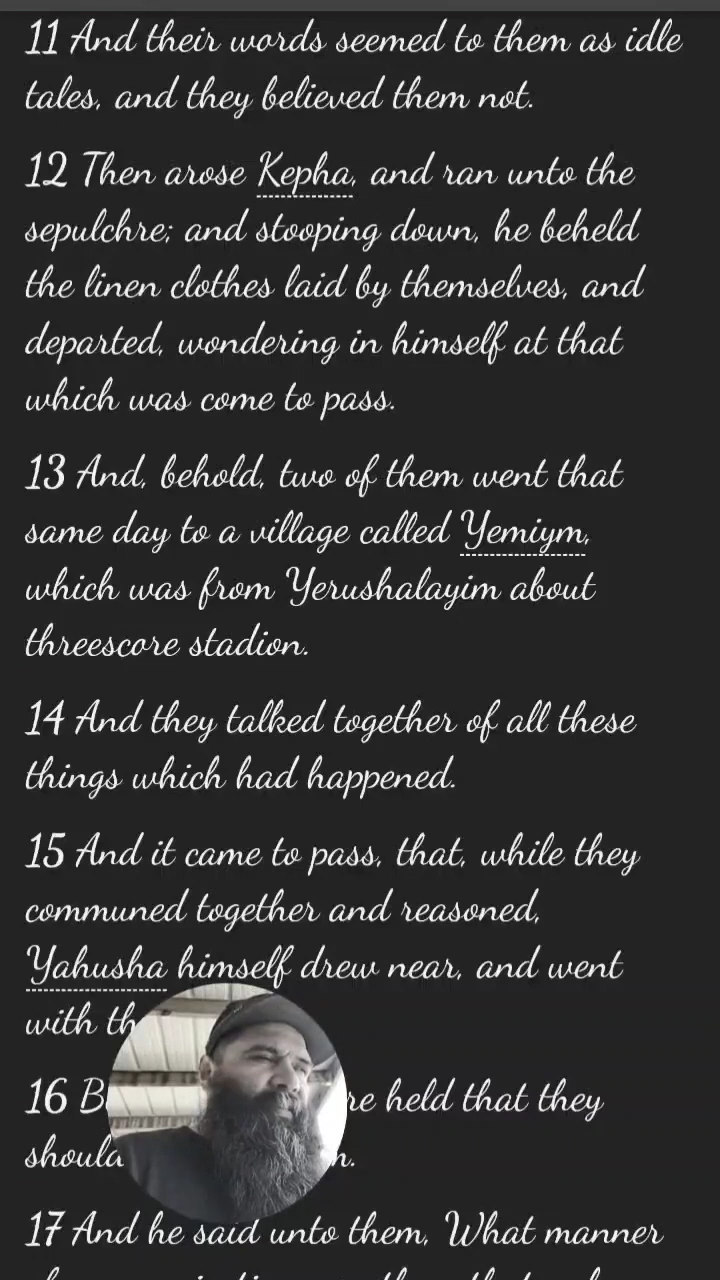 11 And their words seemed to them as idle
tales, and they believed them not.
12 Then arose Kepha, and ran unto the
sepulchre; and stooping down, he beheld
the linen clothes laid by themselves, and
departed, wondering in himself at that
which was come to pass.
13 And, behold, two of them went that
same day to a village called Yemiym,
which was from Yerushalayim about
threescore stadion.
14 And they talked together of all these
things which had happened.
15 And it came to pass, that, while they
communed together and reasoned,
Yahusha himself drew near, and went
with
16 held that they
17 And he said unto them, What manner